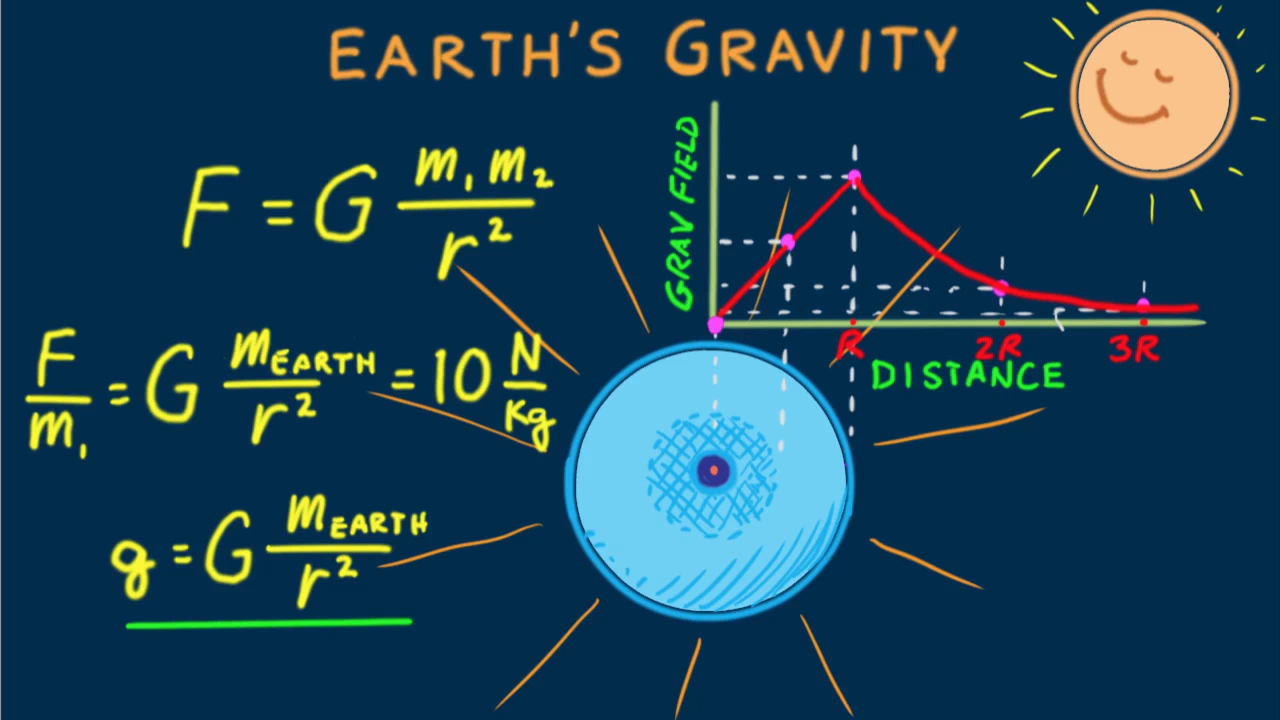 EARTH'S GRAVITY
F = G m₁ m₂ / r²
F / m₁ = G mEARTH / r² = 10 N / Kg
g = G mEARTH / r²
GRAV FIELD
R 2R 3R
DISTANCE